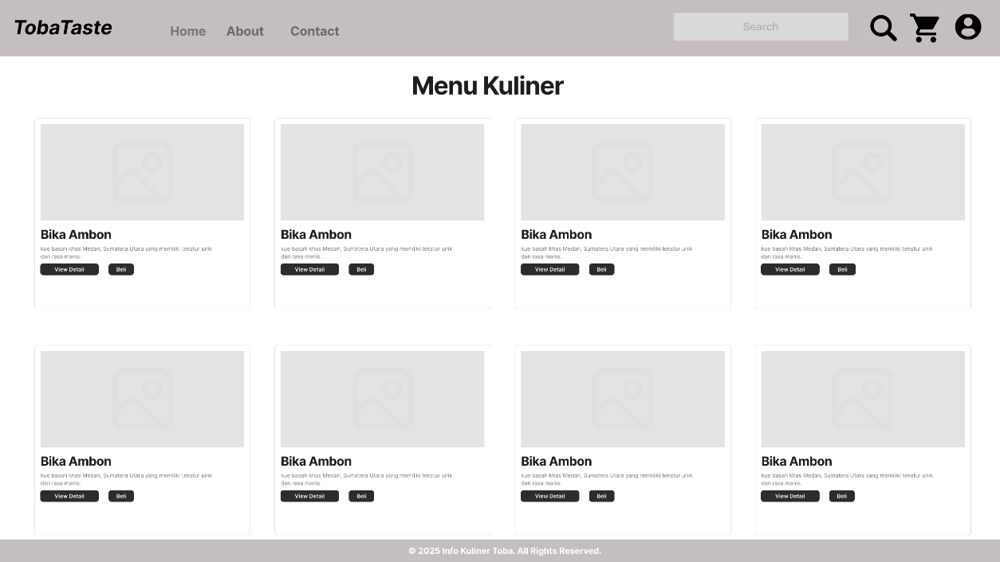 TobaTaste
Home About Contact
Search
Menu Kuliner
Bika Ambon
kue basah khas Medan, Sumatera Utara yang memiliki tekstur unik
dan rasa manis.
View Detail Beli
Bika Ambon
kue basah khas Medan, Sumatera Utara yang memiliki tekstur unik
dan rasa manis.
View Detail Beli
Bika Ambon
kue basah khas Medan, Sumatera Utara yang memiliki tekstur unik
dan rasa manis.
View Detail Beli
Bika Ambon
kue basah khas Medan, Sumatera Utara yang memiliki tekstur unik
dan rasa manis.
View Detail Beli
Bika Ambon
kue basah khas Medan, Sumatera Utara yang memiliki tekstur unik
dan rasa manis.
View Detail Beli
Bika Ambon
kue basah khas Medan, Sumatera Utara yang memiliki tekstur unik
dan rasa manis.
View Detail Beli
Bika Ambon
kue basah khas Medan, Sumatera Utara yang memiliki tekstur unik
dan rasa manis.
View Detail Beli
Bika Ambon
kue basah khas Medan, Sumatera Utara yang memiliki tekstur unik
dan rasa manis.
View Detail Beli
© 2025 Info Kuliner Toba. All Rights Reserved.